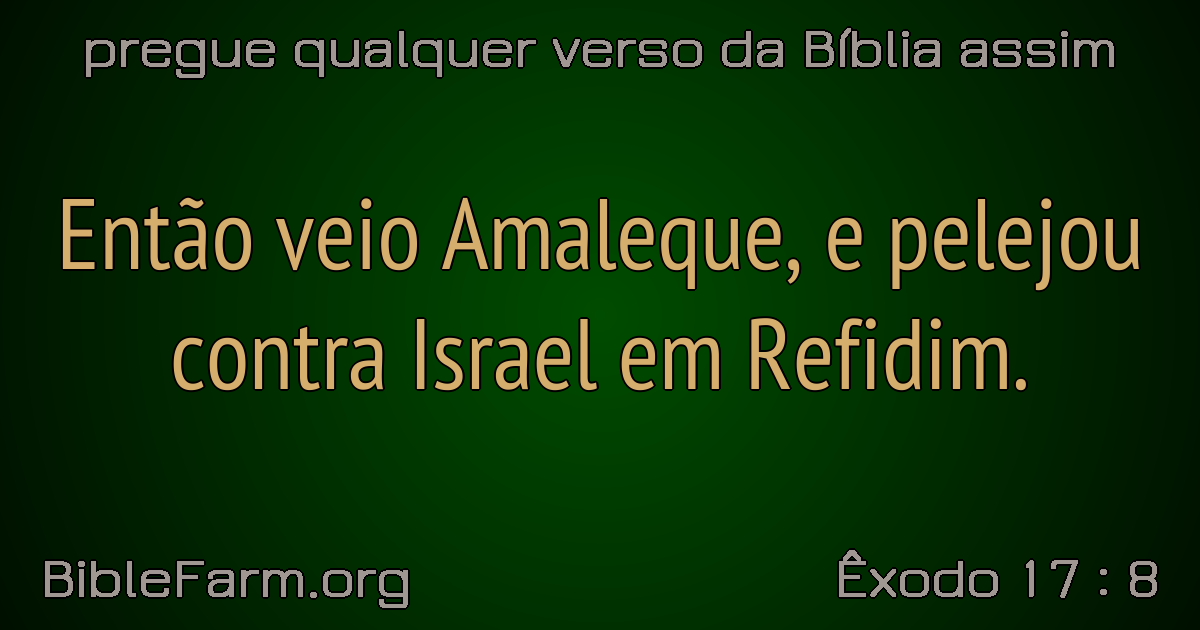 pregue qualquer verso da Bíblia assim
Então veio Amaleque, e pelejou
contra Israel em Refidim.
BibleFarm.org
Êxodo 17 : 8